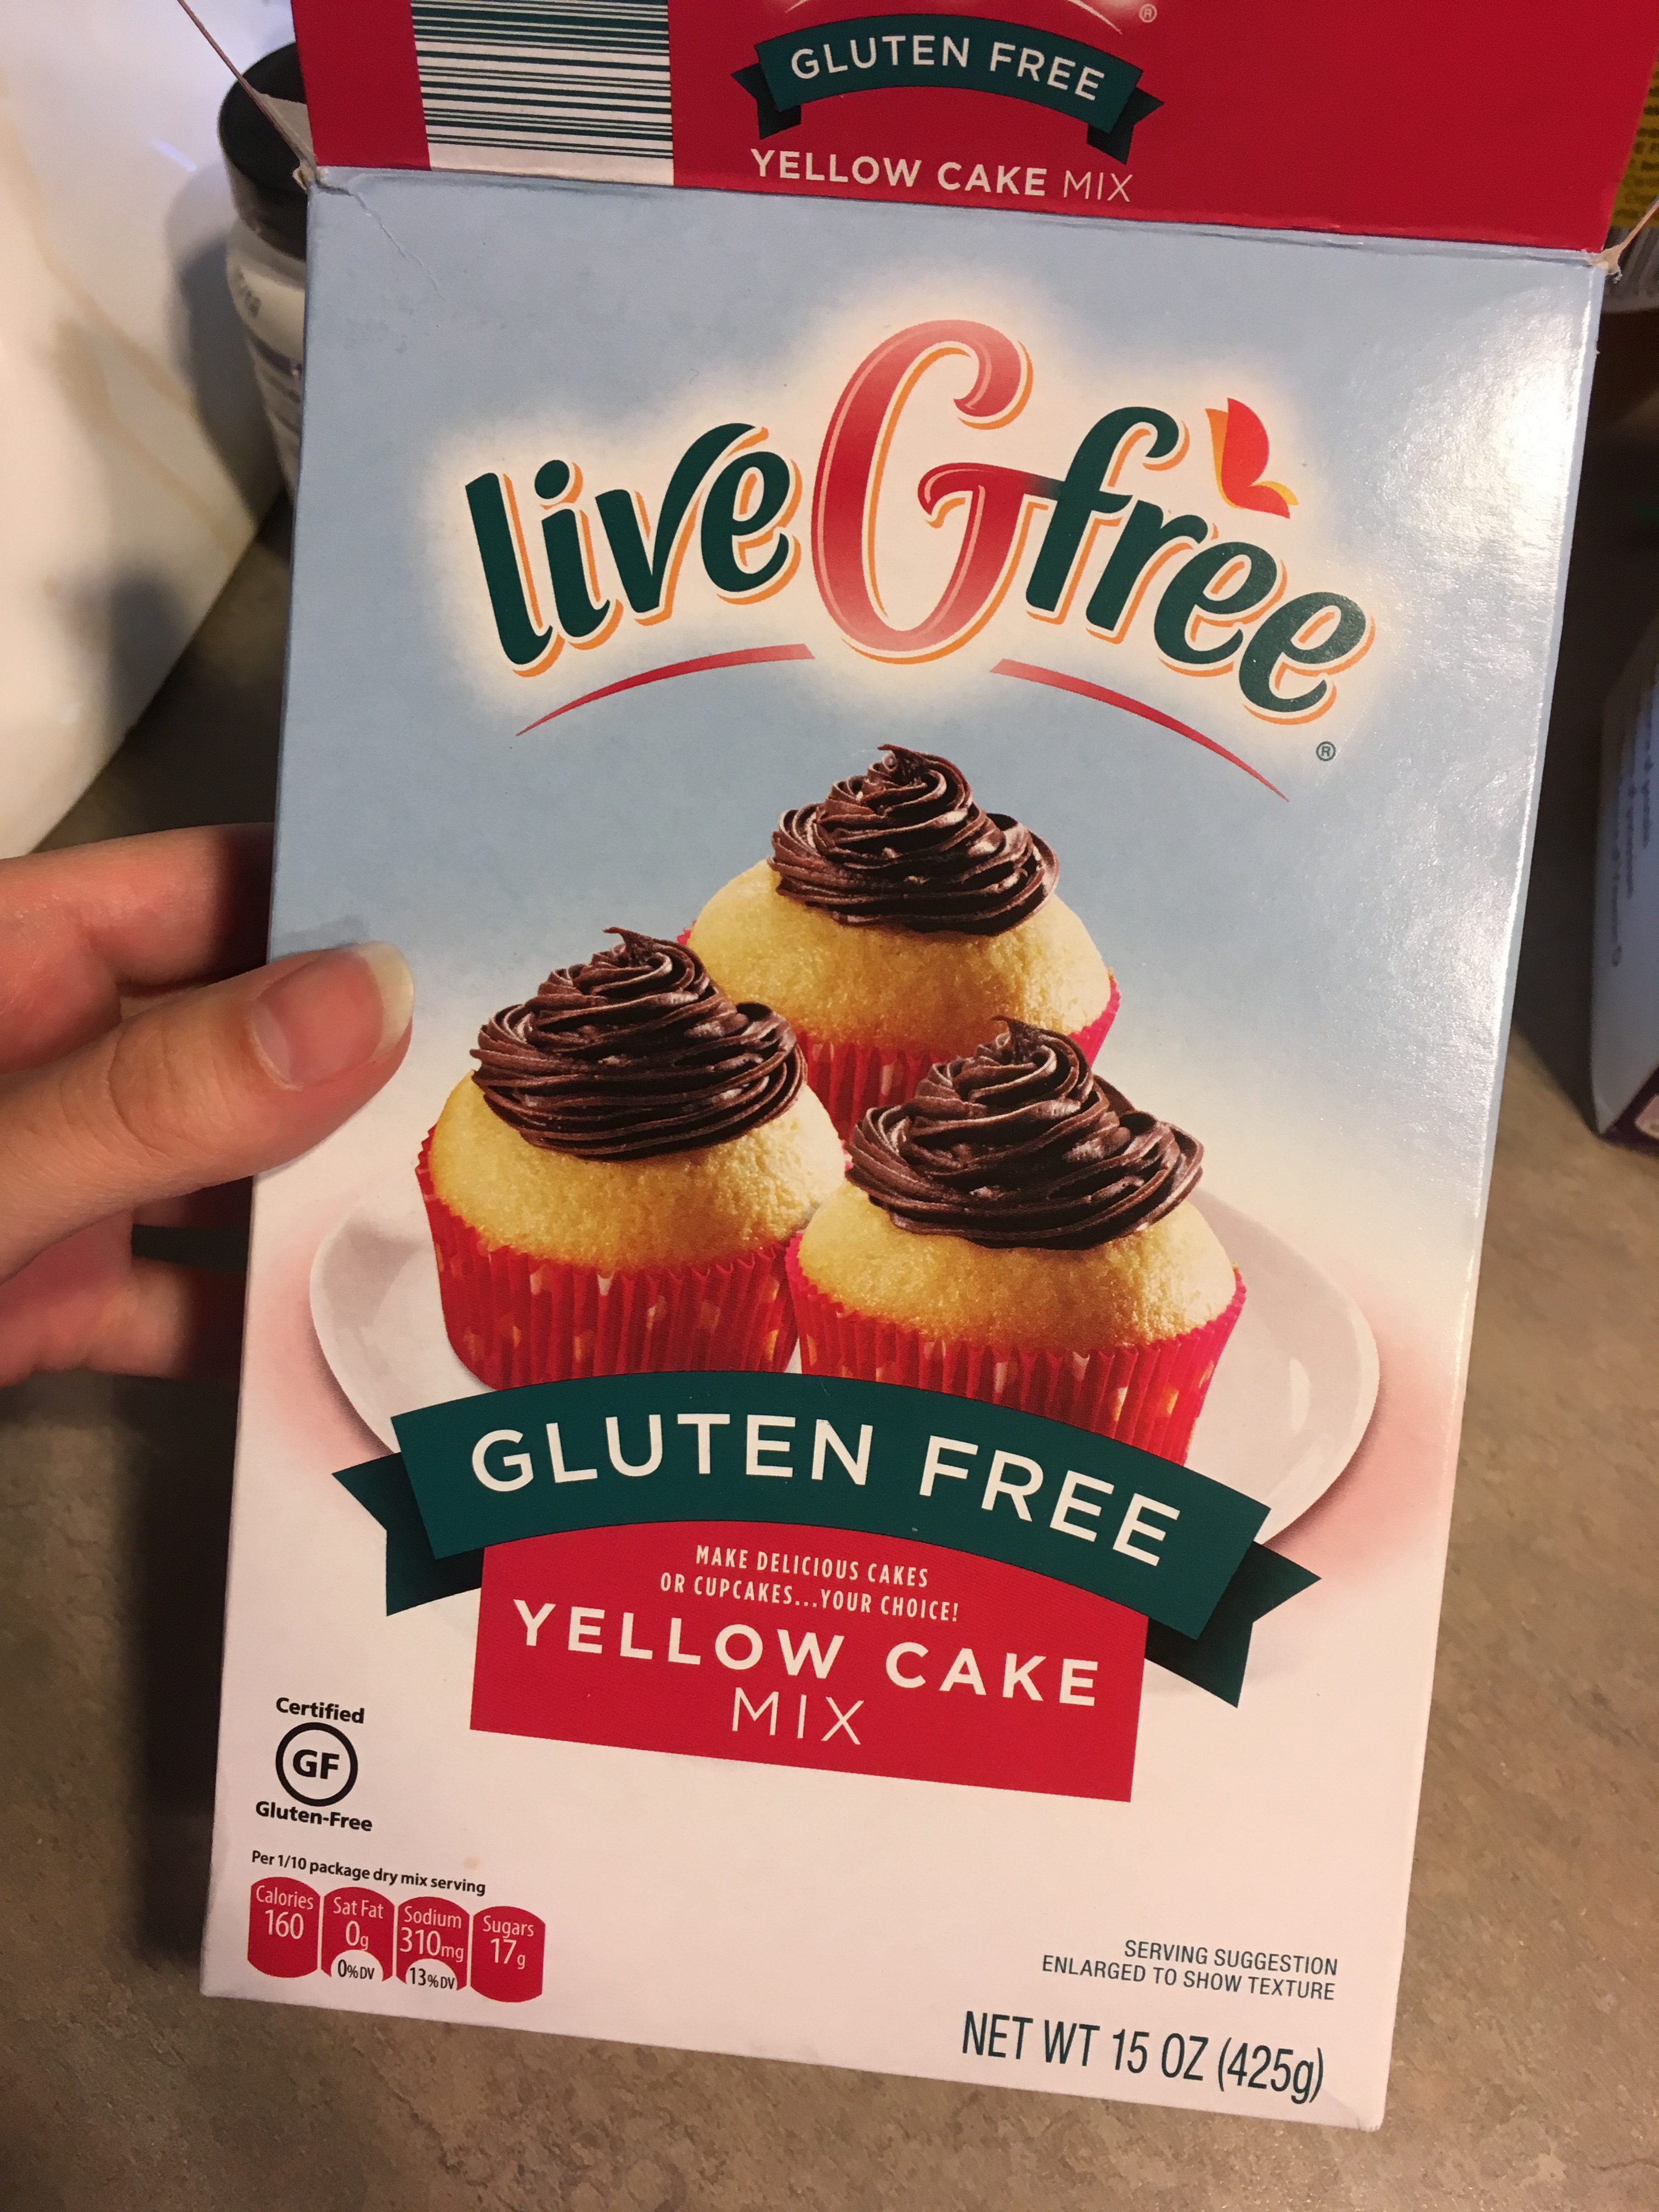 ®
GLUTEN FREE
YELLOW CAKE MIX
live G free
®
GLUTEN FREE
MAKE DELICIOUS CAKES
OR CUPCAKES...YOUR CHOICE!
YELLOW CAKE
MIX
Certified
GF
Gluten-Free
Per 1/10 package dry mix serving
Calories
160
Sat Fat
0g
0%DV
Sodium
310mg
13%DV
Sugars
17g
SERVING SUGGESTION
ENLARGED TO SHOW TEXTURE
NET WT 15 OZ (425g)